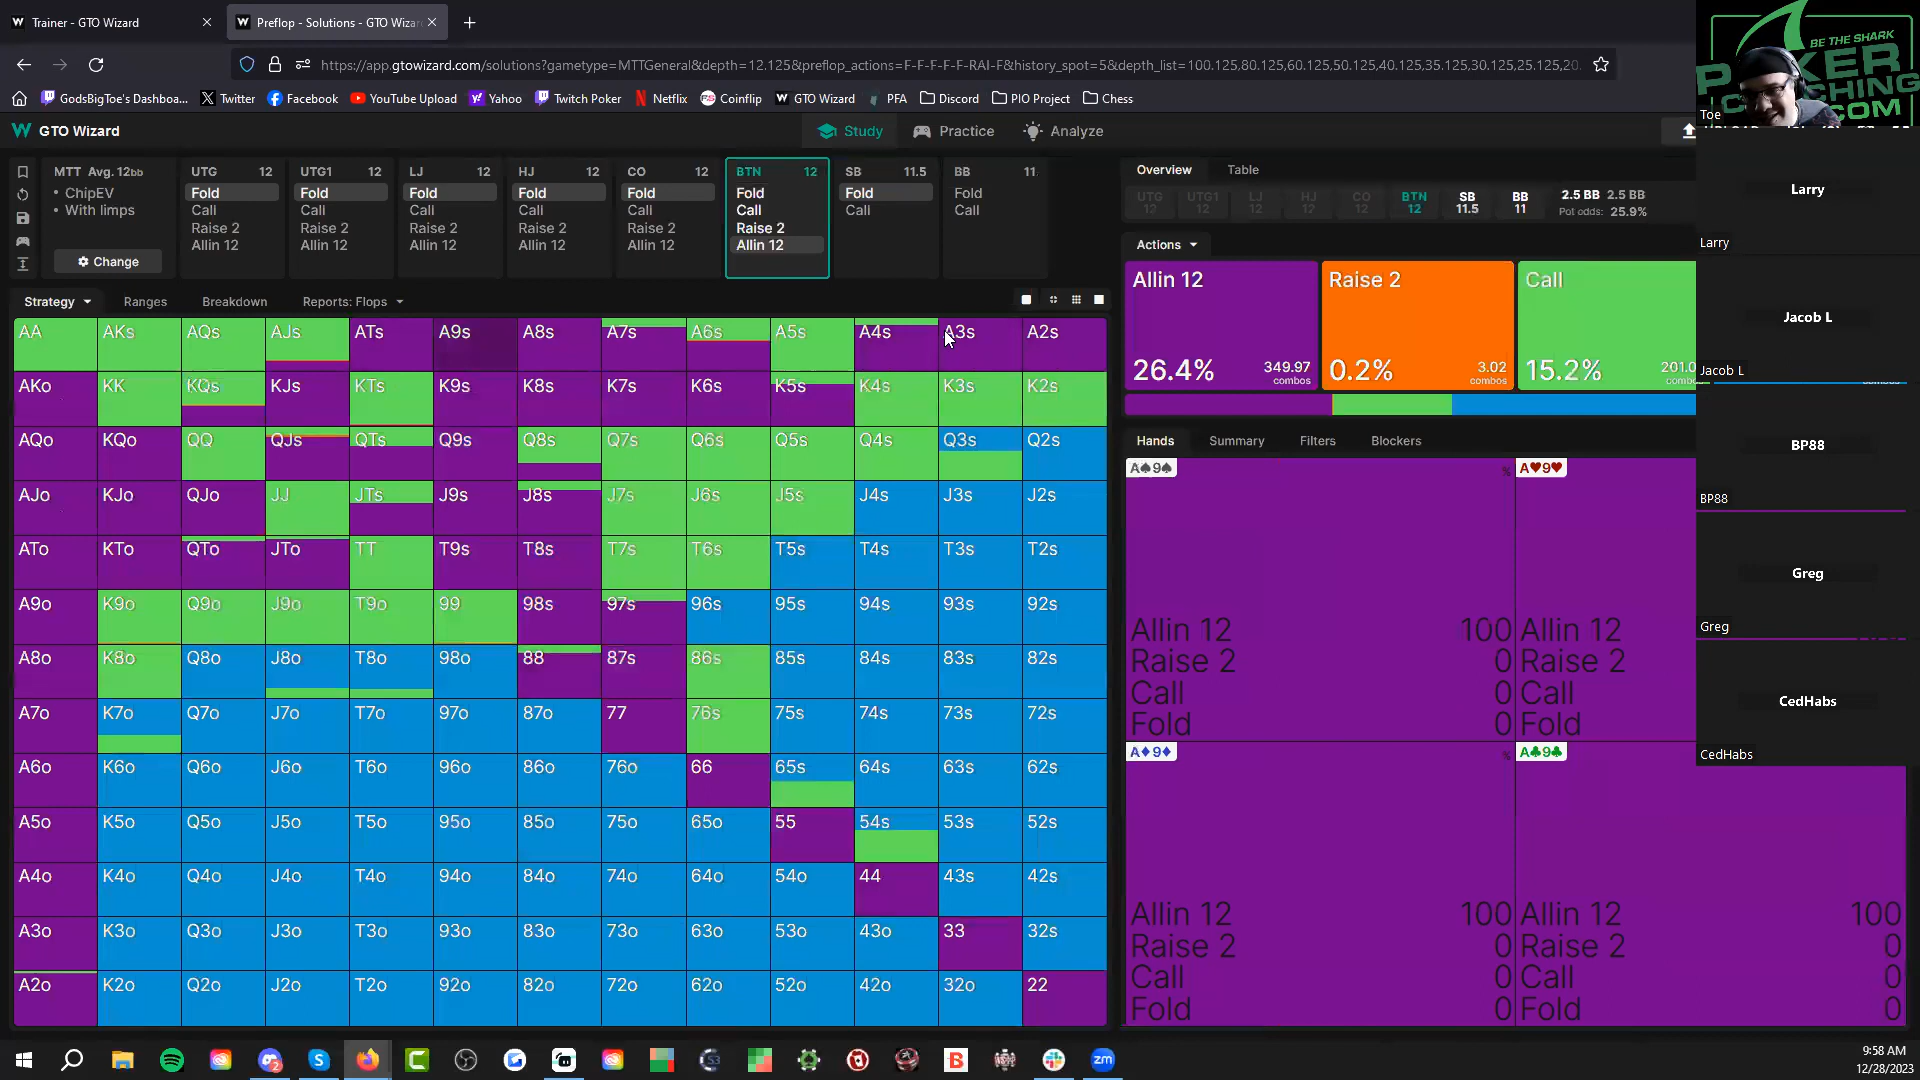 Trainer - GTO Wizard
Preflop - Solutions - GTO Wizar
https://app.gtowizard.com/solutions?gametype=MTTGeneral&depth=12.125&preflop_actions=F-F-F-F-F-RAI-F&history_spot=5&depth_list=100.125,80.125,60.125,50.125,40.125,35.125,30.125,25.125,20.
GodsBigToe's Dashboa... Twitter Facebook YouTube Upload Yahoo Twitch Poker Netflix Coinflip GTO Wizard PFA Discord PIO Project Chess
BE THE SHARK
.COM
Toe
GTO Wizard
Study
Practice
Analyze
MTT Avg. 12bb
• ChipEV
• With limps
Change
UTG 12
Fold
Call
Raise 2
Allin 12
UTG1 12
Fold
Call
Raise 2
Allin 12
LJ 12
Fold
Call
Raise 2
Allin 12
HJ 12
Fold
Call
Raise 2
Allin 12
CO 12
Fold
Call
Raise 2
Allin 12
BTN 12
Fold
Call
Raise 2
Allin 12
SB 11.5
Fold
Call
BB 11.
Fold
Call
Overview Table
UTG 12
UTG1 12
LJ 12
HJ 12
CO 12
BTN 12
SB 11.5
BB 11
2.5 BB 2.5 BB
Pot odds: 25.9%
Strategy Ranges Breakdown Reports: Flops
AA AKs AQs AJs ATs A9s A8s A7s A6s A5s A4s A3s A2s
AKo KK KQs KJs KTs K9s K8s K7s K6s K5s K4s K3s K2s
AQo KQo QQ QJs QTs Q9s Q8s Q7s Q6s Q5s Q4s Q3s Q2s
AJo KJo QJo JJ JTs J9s J8s J7s J6s J5s J4s J3s J2s
ATo KTo QTo JTo TT T9s T8s T7s T6s T5s T4s T3s T2s
A9o K9o Q9o J9o T9o 99 98s 97s 96s 95s 94s 93s 92s
A8o K8o Q8o J8o T8o 98o 88 87s 86s 85s 84s 83s 82s
A7o K7o Q7o J7o T7o 97o 87o 77 76s 75s 74s 73s 72s
A6o K6o Q6o J6o T6o 96o 86o 76o 66 65s 64s 63s 62s
A5o K5o Q5o J5o T5o 95o 85o 75o 65o 55 54s 53s 52s
A4o K4o Q4o J4o T4o 94o 84o 74o 64o 54o 44 43s 42s
A3o K3o Q3o J3o T3o 93o 83o 73o 63o 53o 43o 33 32s
A2o K2o Q2o J2o T2o 92o 82o 72o 62o 52o 42o 32o 22
Actions
Allin 12
26.4% 349.97
combos
Raise 2
0.2% 3.02
combos
Call
15.2% 201.0
Hands Summary Filters Blockers
A♠9♠ %
Allin 12 100
Raise 2 0
Call 0
Fold 0
A♥9♥
Allin 12
Raise 2
Call
Fold
A♦9♦ %
Allin 12 100
Raise 2 0
Call 0
Fold 0
A♣9♣
Allin 12 100
Raise 2 0
Call 0
Fold 0
Larry
Larry
Jacob L
Jacob L
BP88
BP88
Greg
Greg
CedHabs
CedHabs
9:58 AM
12/28/2023